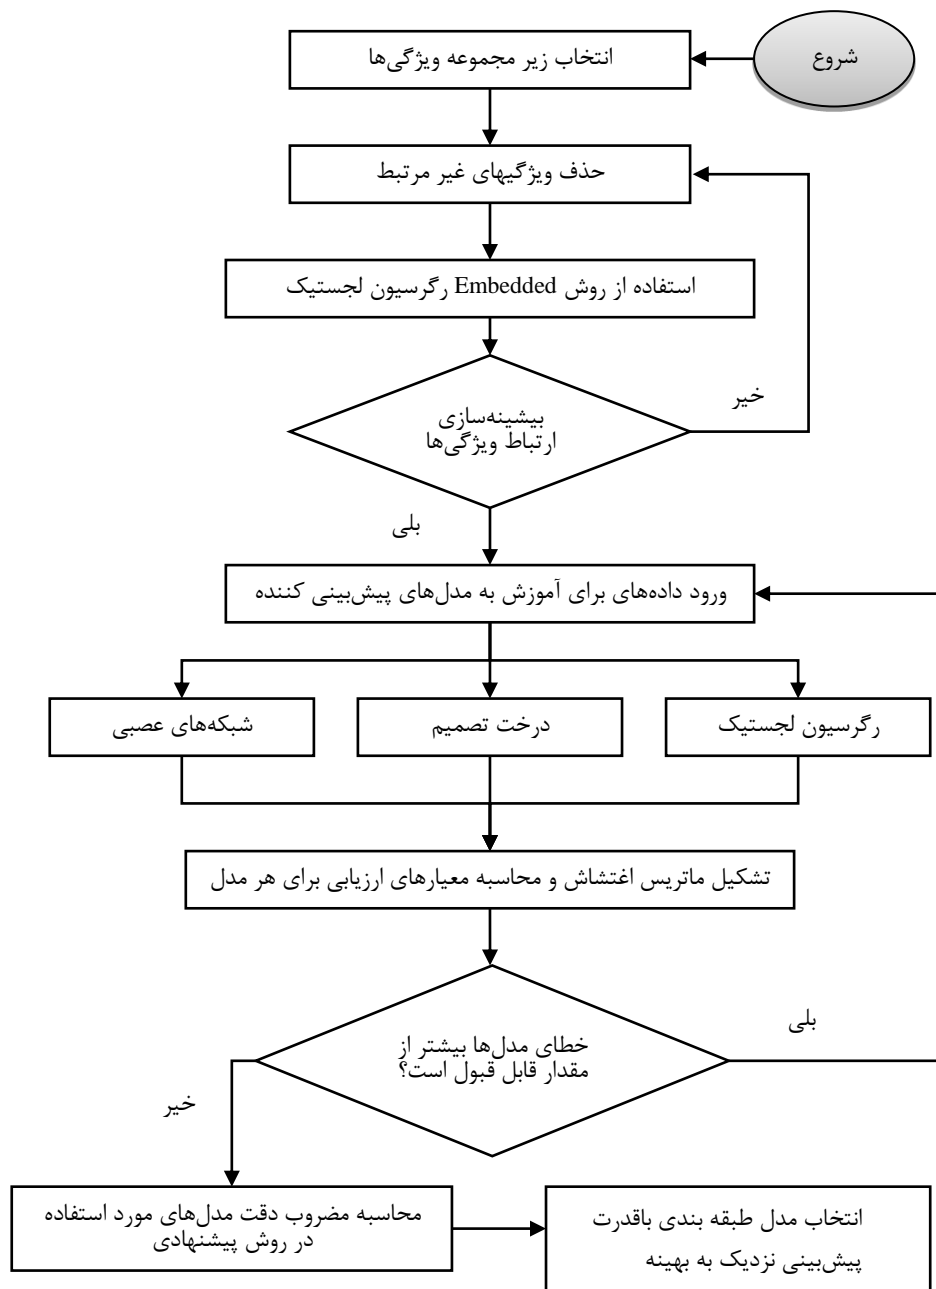 شروع
انتخاب زیر مجموعه ویژگی‌ها
حذف ویژگیهای غیر مرتبط
استفاده از روش Embedded رگرسیون لجستیک
بیشینه‌سازی
ارتباط ویژگی‌ها
خیر
بلی
ورود داده‌های برای آموزش به مدل‌های پیش‌بینی کننده
رگرسیون لجستیک
درخت تصمیم
شبکه‌های عصبی
تشکیل ماتریس اغتشاش و محاسبه معیارهای ارزیابی برای هر مدل
خطای مدل‌ها بیشتر از
مقدار قابل قبول است؟
بلی
خیر
محاسبه مضروب دقت مدل‌های مورد استفاده
در روش پیشنهادی
انتخاب مدل طبقه بندی باقدرت
پیش‌بینی نزدیک به بهینه